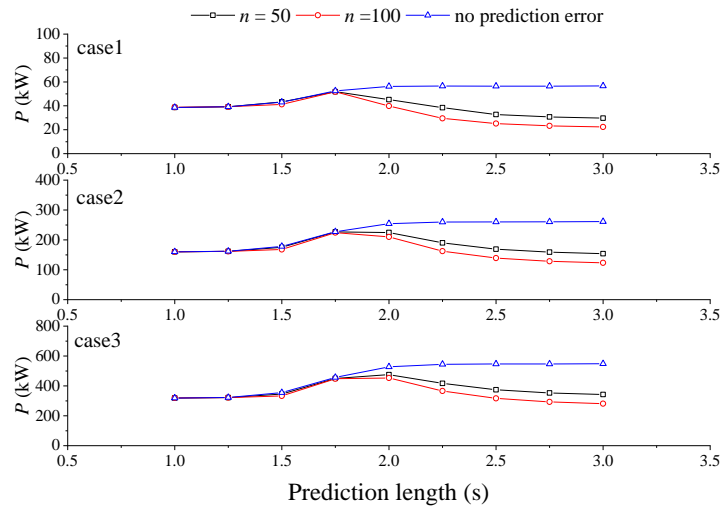 n = 50 n =100 no prediction error
case1
P (kW)
100
80
60
40
20
0
0.5 1.0 1.5 2.0 2.5 3.0 3.5
case2
P (kW)
400
300
200
100
0
0.5 1.0 1.5 2.0 2.5 3.0 3.5
case3
P (kW)
800
600
400
200
0
0.5 1.0 1.5 2.0 2.5 3.0 3.5
Prediction length (s)